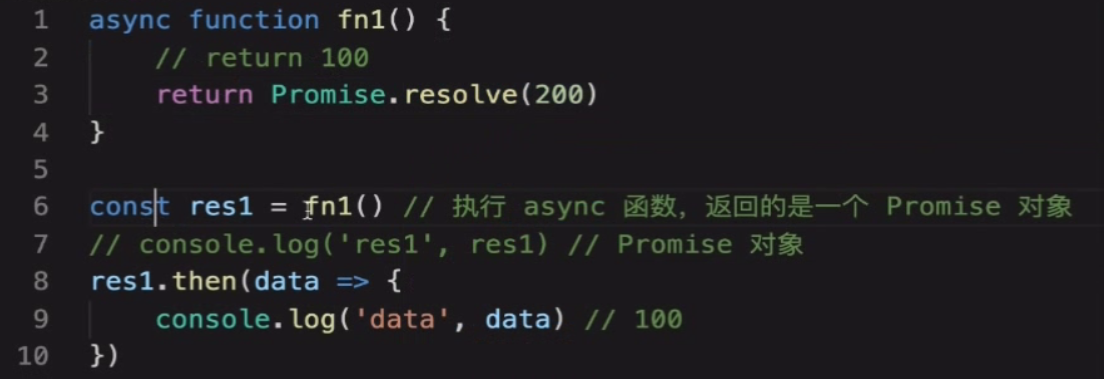 1 async function fn1() {
2     // return 100
3     return Promise.resolve(200)
4 }
5
6 const res1 = fn1() // 执行 async 函数，返回的是一个 Promise 对象
7 // console.log('res1', res1) // Promise 对象
8 res1.then(data => {
9     console.log('data', data) // 100
10 })